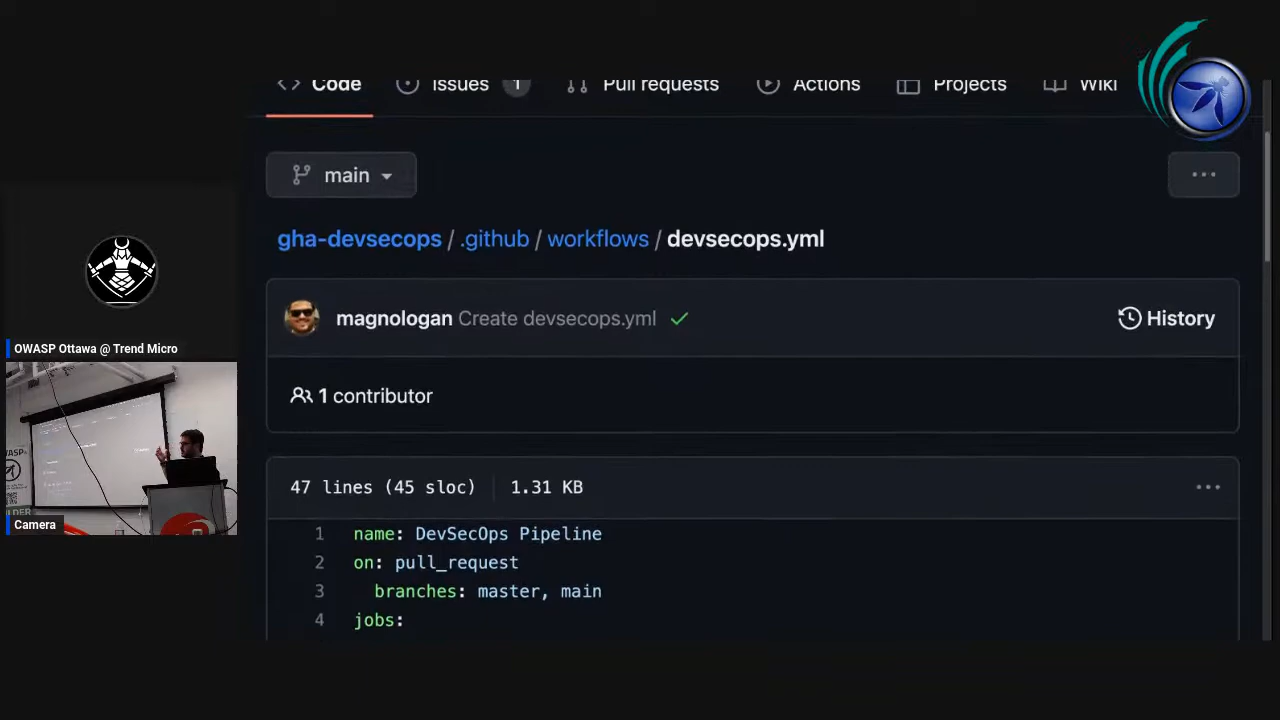 Code Issues 1 Pull requests Actions Projects Wiki
main
gha-devsecops / .github / workflows / devsecops.yml
magnologan Create devsecops.yml
History
1 contributor
47 lines (45 sloc) 1.31 KB
1 name: DevSecOps Pipeline
2 on: pull_request
3 branches: master, main
4 jobs:
OWASP Ottawa @ Trend Micro
Camera